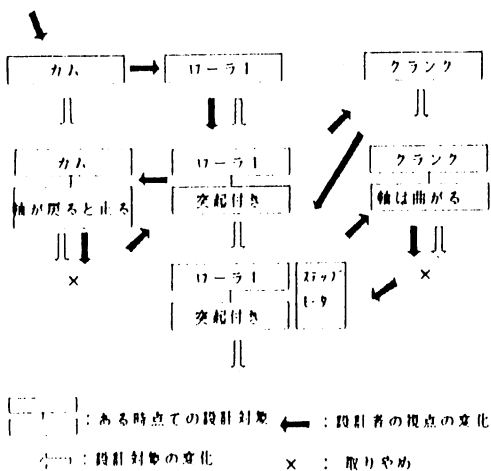 カム
ローラ1
クランク
カム
ローラ1
クランク
軸が戻ると止る
突起付き
軸は曲がる
×
×
ローラ1
ステップ
モータ
突起付き
: ある時点での設計対象
: 設計者の視点の変化
: 設計対象の変化
× : 取りやめ